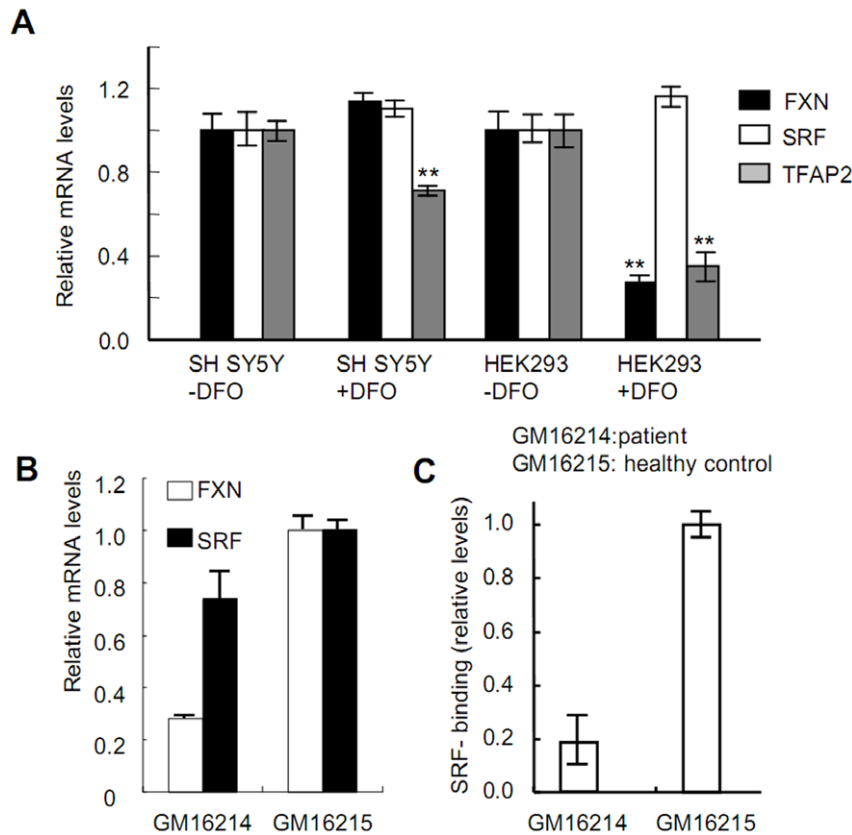 A
Relative mRNA levels
1.2
0.8
0.4
0.0
FXN
SRF
TFAP2
**
**
**
SH SY5Y
-DFO
SH SY5Y
+DFO
HEK293
-DFO
HEK293
+DFO
GM16214:patient
GM16215: healthy control
B
Relative mRNA levels
1.2
1.0
0.8
0.6
0.4
0.2
0
FXN
SRF
GM16214
GM16215
C
SRF- binding (relative levels)
1.0
0.8
0.6
0.4
0.2
0.0
GM16214
GM16215